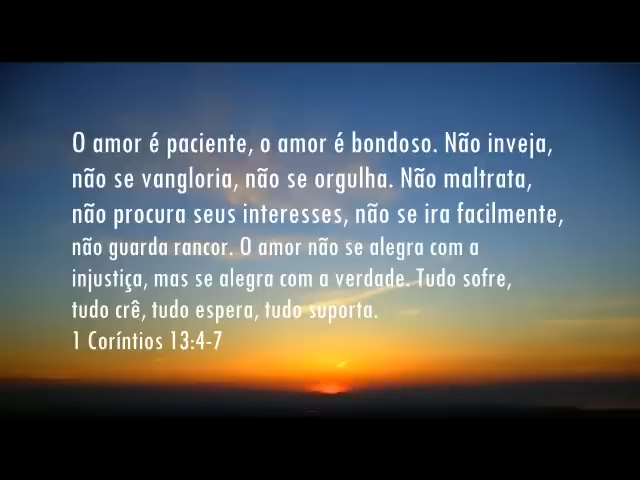 O amor é paciente, o amor é bondoso. Não inveja,
não se vangloria, não se orgulha. Não maltrata,
não procura seus interesses, não se ira facilmente,
não guarda rancor. O amor não se alegra com a
injustiça, mas se alegra com a verdade. Tudo sofre,
tudo crê, tudo espera, tudo suporta.
1 Coríntios 13:4-7